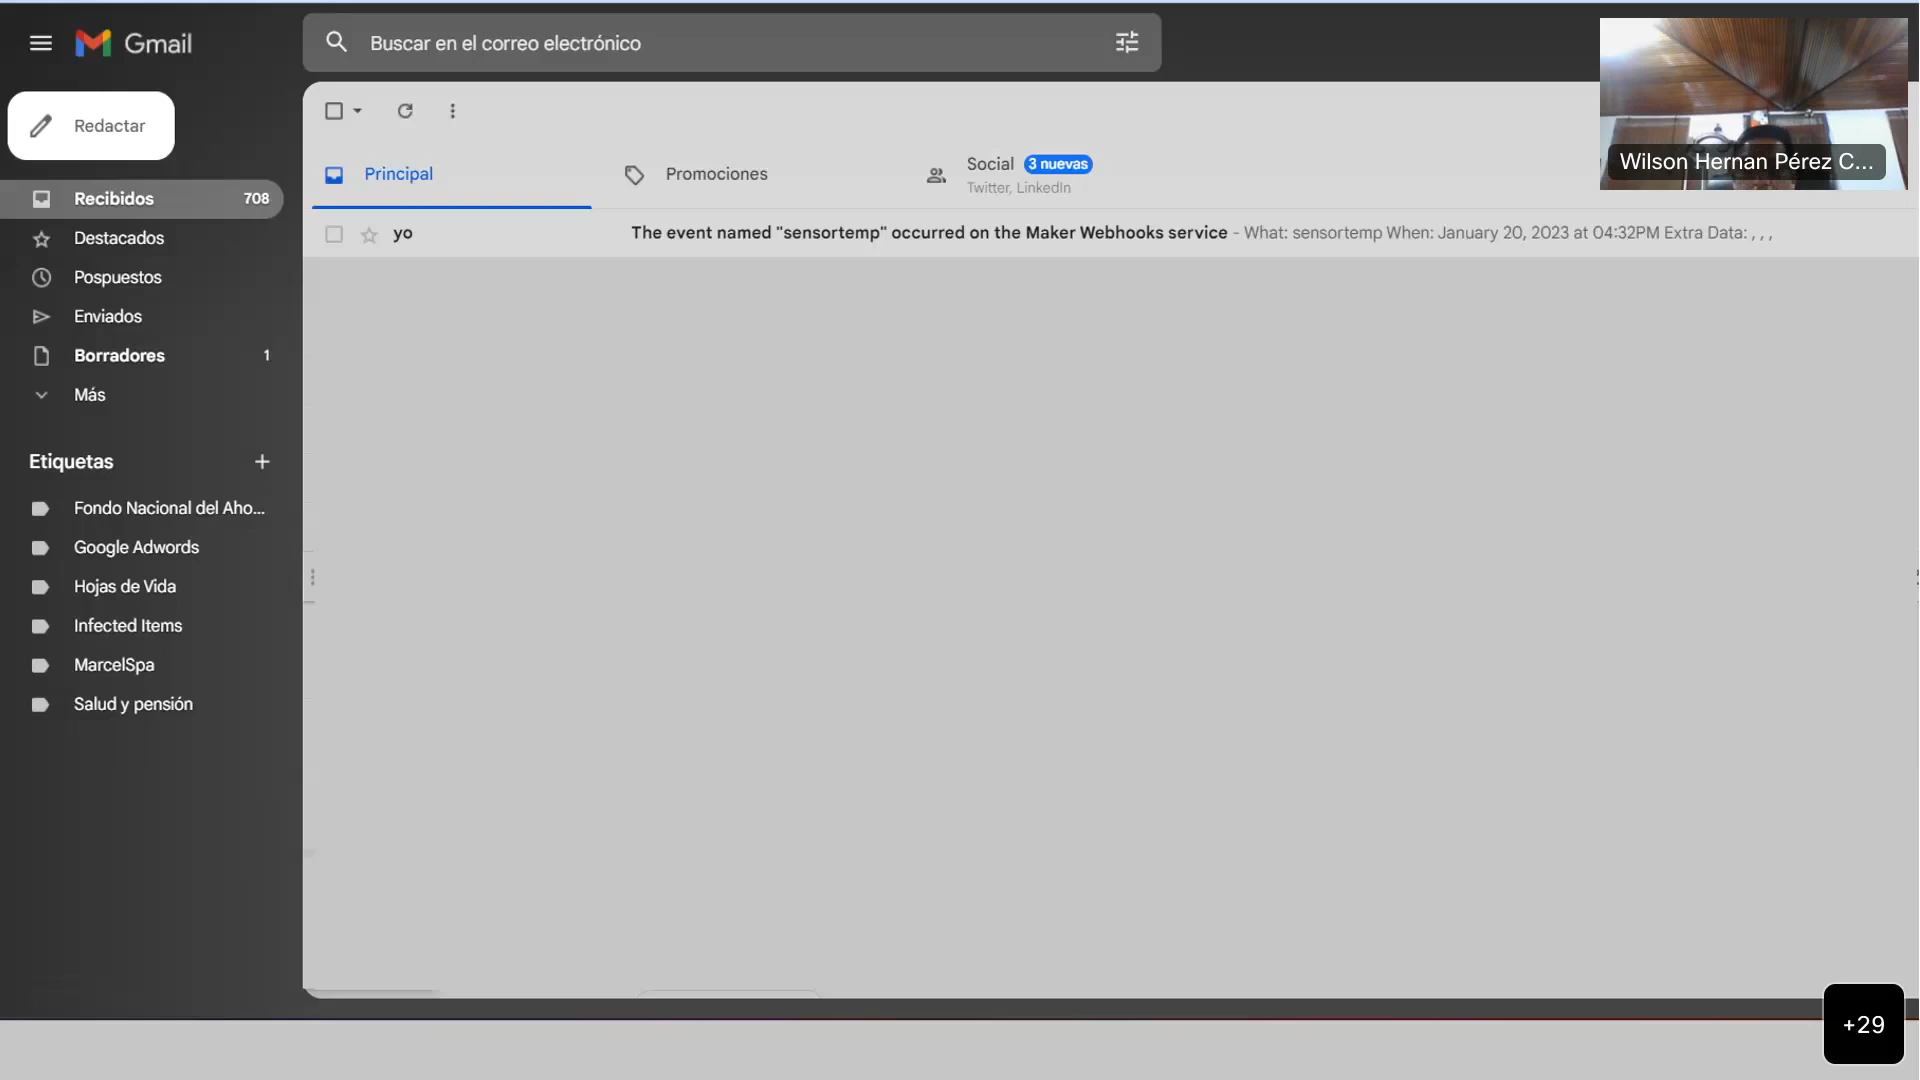 Gmail
Buscar en el correo electrónico
Redactar
Recibidos 708
Destacados
Pospuestos
Enviados
Borradores 1
Más
Etiquetas
Fondo Nacional del Aho...
Google Adwords
Hojas de Vida
Infected Items
MarcelSpa
Salud y pensión
Principal
Promociones
Social 3 nuevas
Twitter, LinkedIn
yo The event named "sensortemp" occurred on the Maker Webhooks service - What: sensortemp When: January 20, 2023 at 04:32PM Extra Data: , , ,
Wilson Hernan Pérez C...
+29